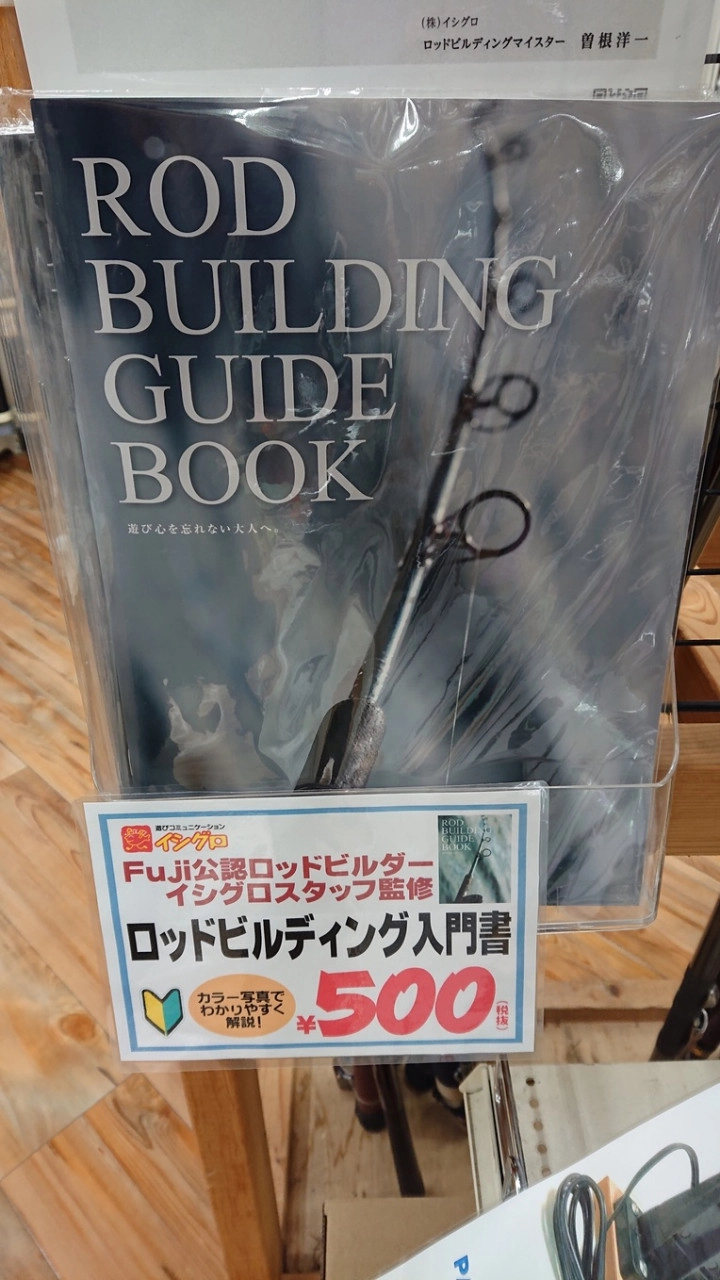 (株)イシグロ
ロッドビルディングマイスター 曽根洋一
ROD
BUILDING
GUIDE
BOOK
遊び心を忘れない大人へ。
遊びコミュニケーション
イシグロ
ROD
BUILDING
GUIDE
BOOK
Fuji公認ロッドビルダー
イシグロスタッフ監修
ロッドビルディング入門書
カラー写真で
わかりやすく
解説!
¥500(税抜)